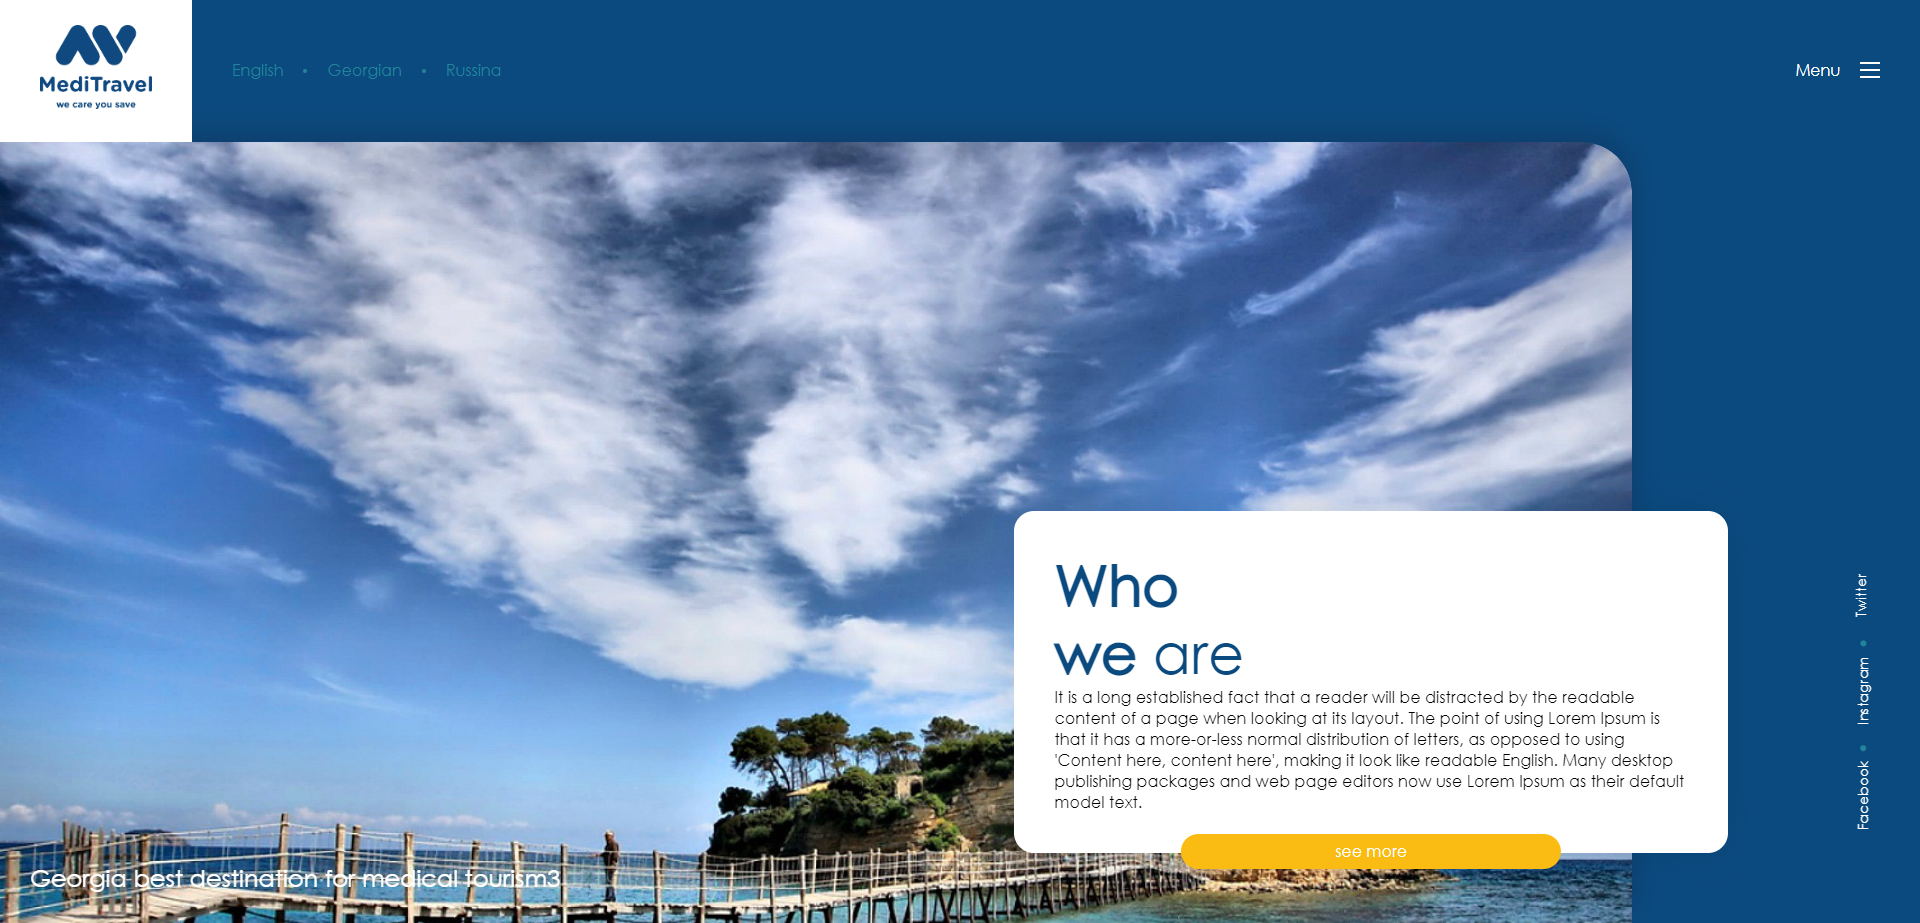 MediTravel
we care you save
English • Georgian • Russina
Menu
Who
we are
It is a long established fact that a reader will be distracted by the readable
content of a page when looking at its layout. The point of using Lorem Ipsum is
that it has a more-or-less normal distribution of letters, as opposed to using
'Content here, content here', making it look like readable English. Many desktop
publishing packages and web page editors now use Lorem Ipsum as their default
model text.
see more
Georgia best destination for medical tourism3
Facebook • Instagram • Twitter